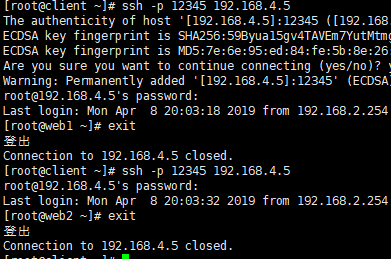 [root@client ~]# ssh -p 12345 192.168.4.5
The authenticity of host '[192.168.4.5]:12345 ([192.168
ECDSA key fingerprint is SHA256:59Byua15gv4TAVEm7YutMtmg
ECDSA key fingerprint is MD5:7e:6e:95:ed:84:fe:5b:8e:26
Are you sure you want to continue connecting (yes/no)? y
Warning: Permanently added '[192.168.4.5]:12345' (ECDSA
root@192.168.4.5's password:
Last login: Mon Apr  8 20:03:18 2019 from 192.168.2.254
[root@web1 ~]# exit
登出
Connection to 192.168.4.5 closed.
[root@client ~]# ssh -p 12345 192.168.4.5
root@192.168.4.5's password:
Last login: Mon Apr  8 20:03:32 2019 from 192.168.2.254
[root@web2 ~]# exit
登出
Connection to 192.168.4.5 closed.
[root@client ~]#